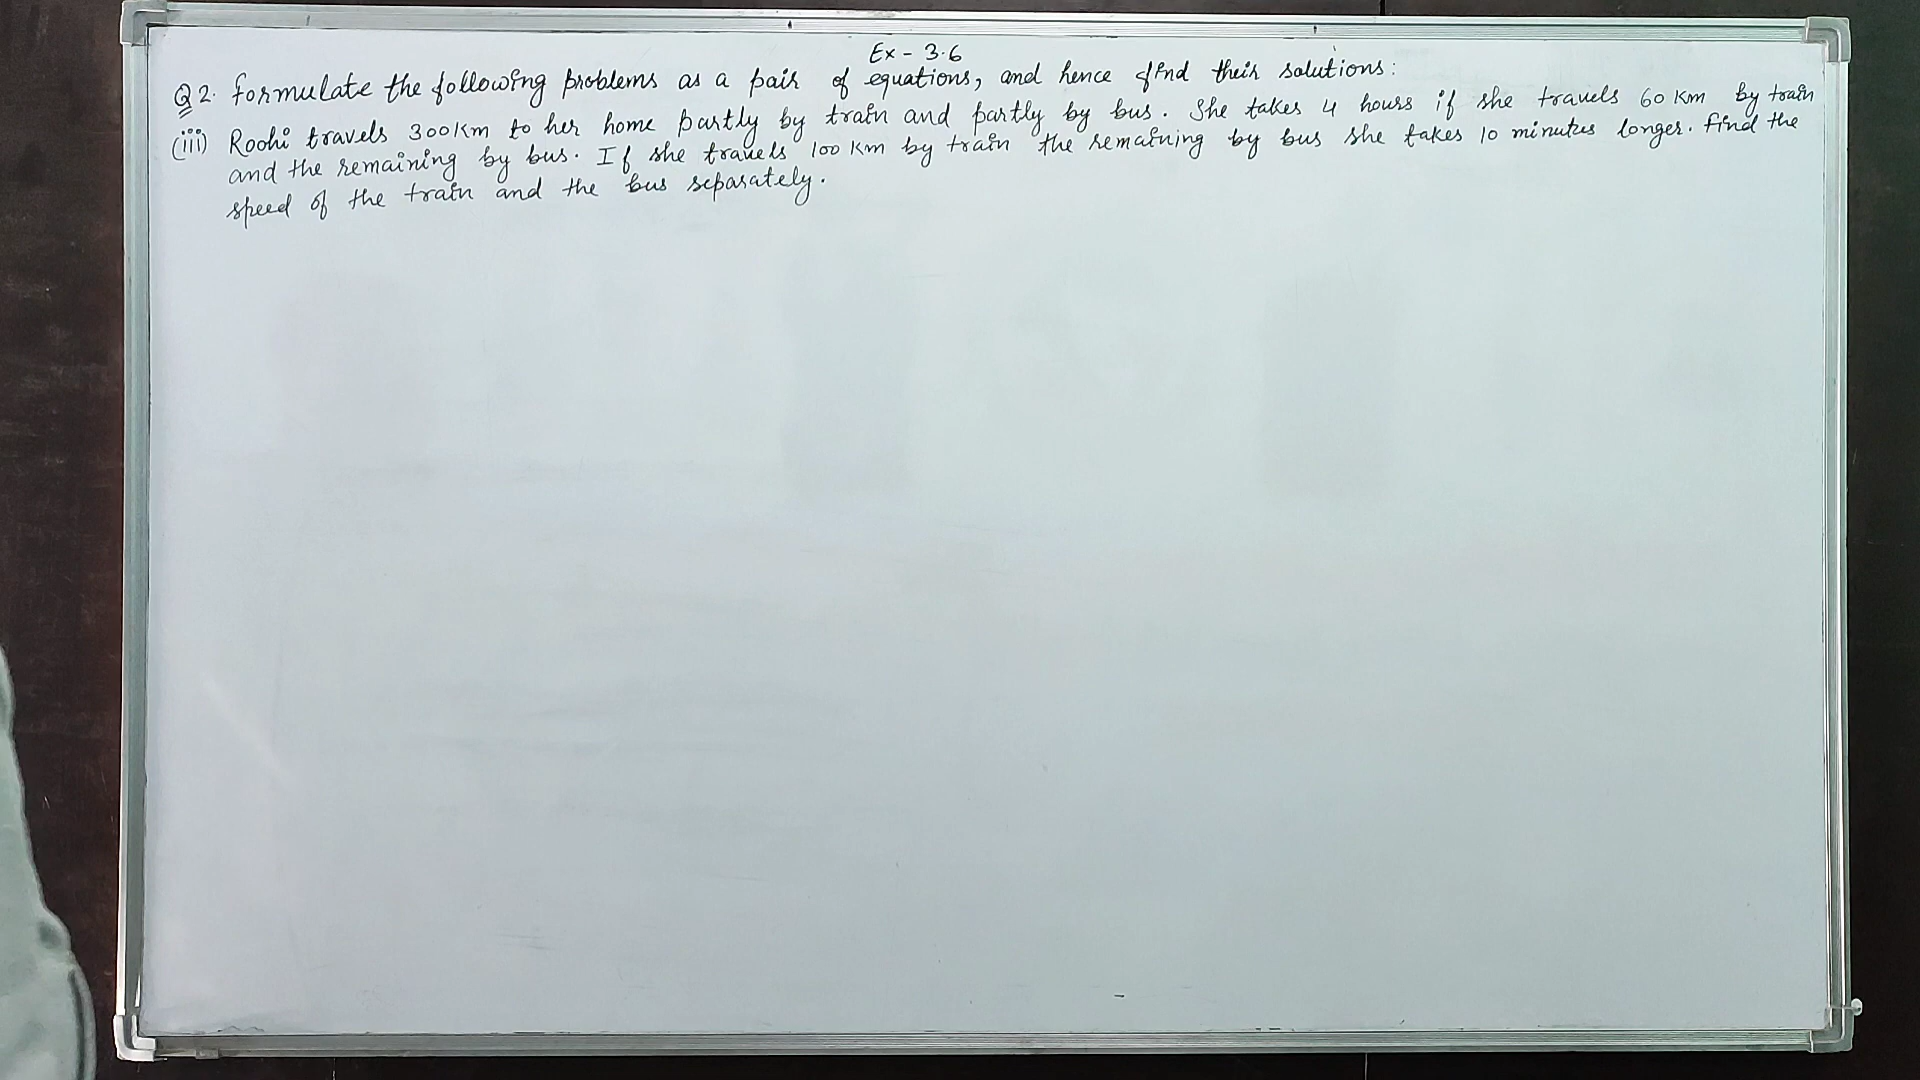 Ex - 3.6
Q2. Formulate the following problems as a pair of equations, and hence find their solutions:
(iii) Roohi travels 300km to her home partly by train and partly by bus. She takes 4 hours if she travels 60 km by train
and the remaining by bus. If she travels 100 km by train the remaining by bus she takes 10 minutes longer. Find the
speed of the train and the bus separately.